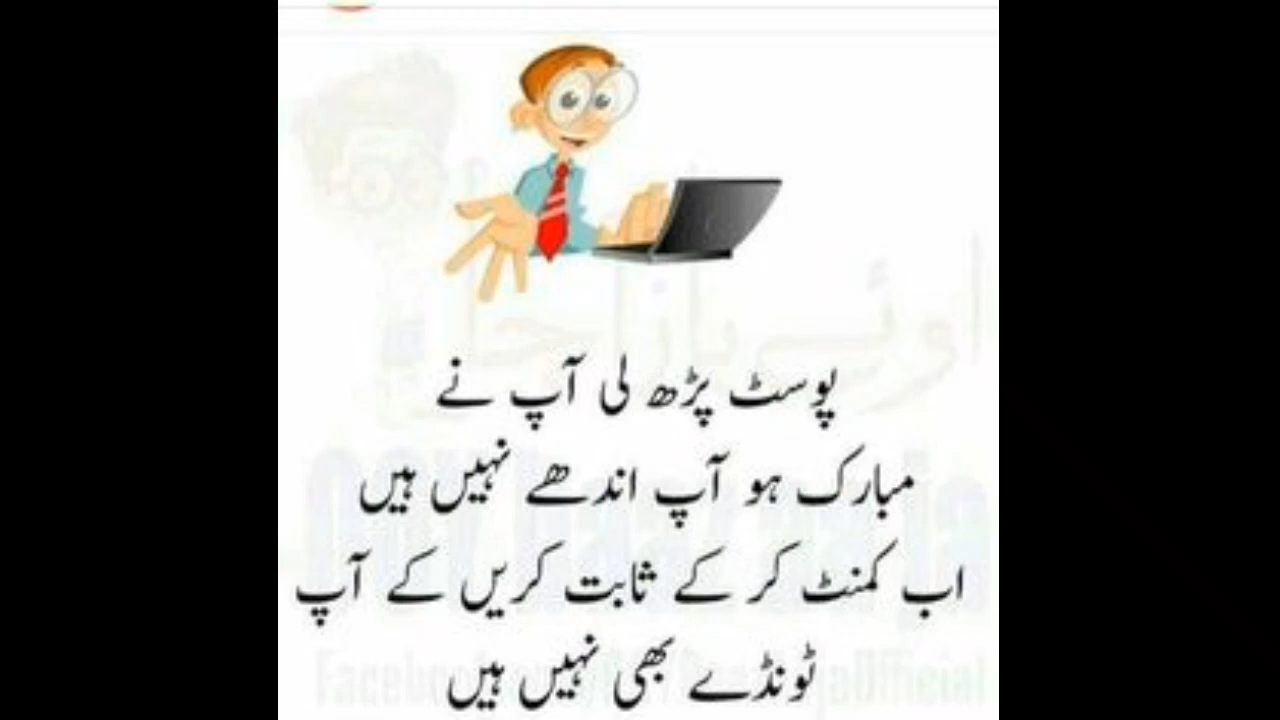 پوسٹ پڑھ لی آپ نے
مبارک ہو آپ اندھے نہیں ہیں
اب کمنٹ کر کے ثابت کریں کے آپ
ٹونڈے بھی نہیں ہیں